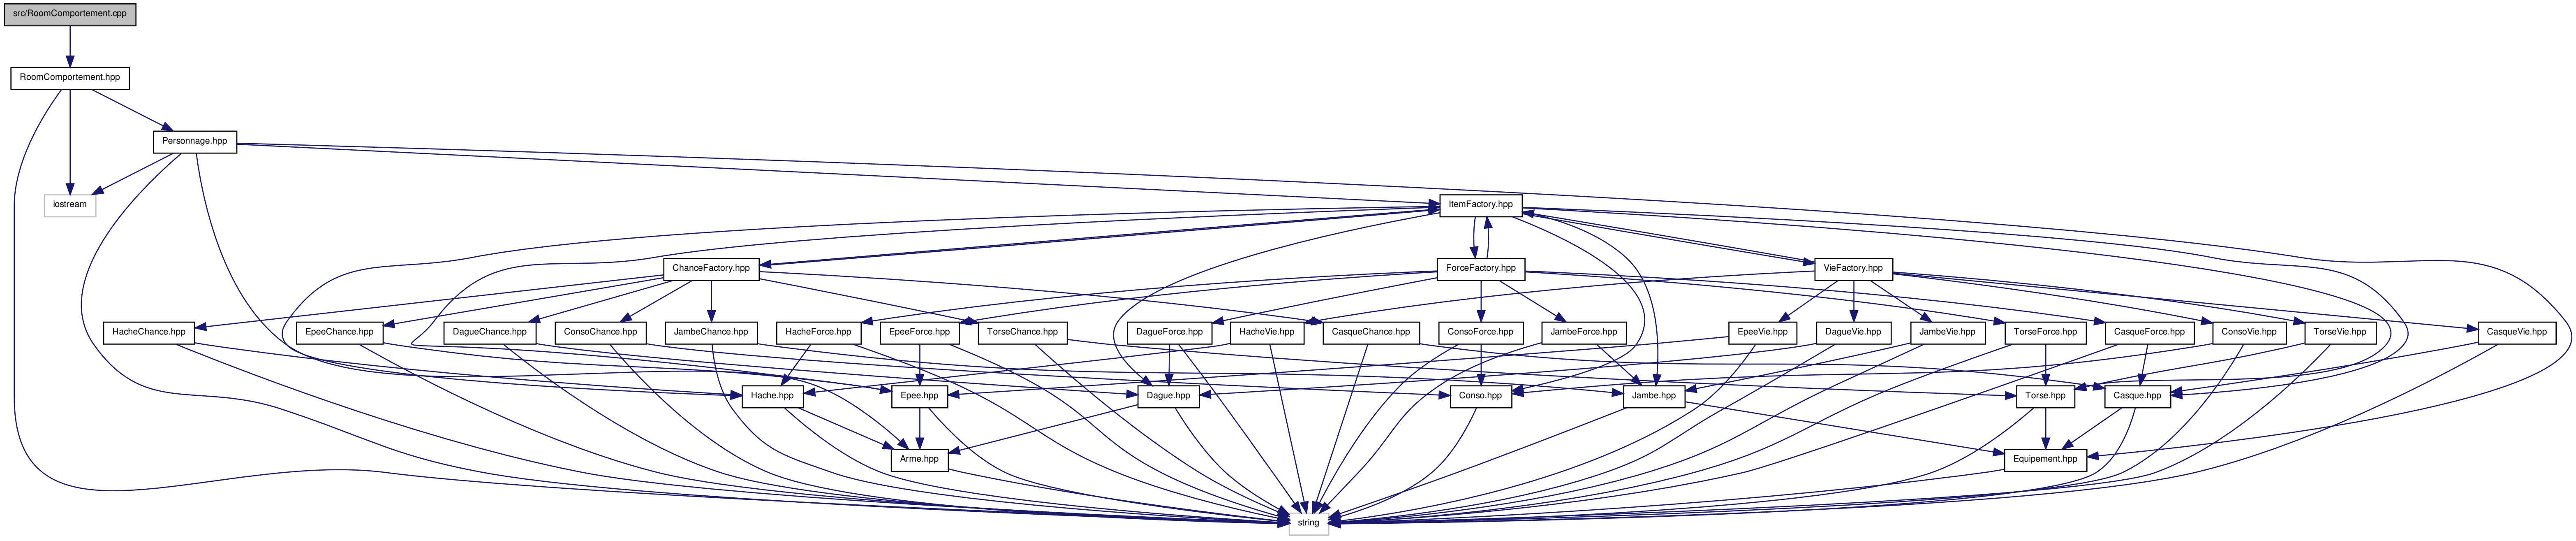 src/RoomComportement.cpp
RoomComportement.hpp
Personnage.hpp
iostream
ItemFactory.hpp
ChanceFactory.hpp
ForceFactory.hpp
VieFactory.hpp
HacheChance.hpp
EpeeChance.hpp
DagueChance.hpp
ConsoChance.hpp
JambeChance.hpp
HacheForce.hpp
EpeeForce.hpp
TorseChance.hpp
DagueForce.hpp
HacheVie.hpp
CasqueChance.hpp
ConsoForce.hpp
JambeForce.hpp
EpeeVie.hpp
DagueVie.hpp
JambeVie.hpp
TorseForce.hpp
CasqueForce.hpp
ConsoVie.hpp
TorseVie.hpp
CasqueVie.hpp
Hache.hpp
Epee.hpp
Dague.hpp
Conso.hpp
Jambe.hpp
Torse.hpp
Casque.hpp
Arme.hpp
Equipement.hpp
string